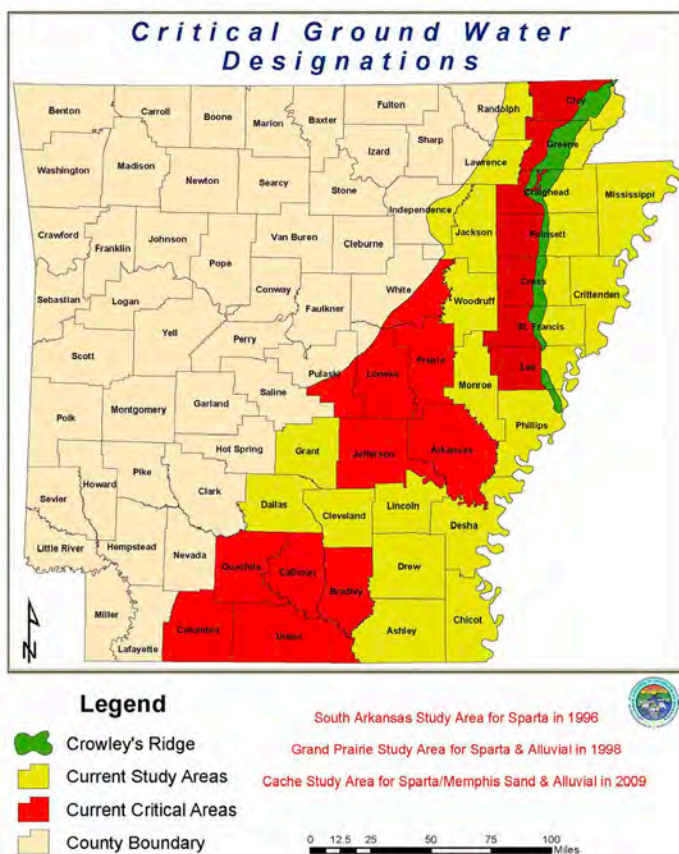 Critical Ground Water
Designations
Benton
Carroll
Boone
Marion
Baxter
Fulton
Randolph
Clay
Sharp
Izard
Greene
Washington
Madison
Newton
Searcy
Stone
Lawrence
Craighead
Mississippi
Independence
Jackson
Poinsett
Crawford
Franklin
Johnson
Pope
Van Buren
Cleburne
White
Woodruff
Cross
Crittenden
Sebastian
Logan
Conway
Faulkner
St. Francis
Scott
Yell
Perry
Pulaski
Lonoke
Prairie
Monroe
Lee
Saline
Garland
Montgomery
Polk
Hot Spring
Grant
Jefferson
Arkansas
Phillips
Pike
Howard
Sevier
Clark
Dallas
Cleveland
Lincoln
Desha
Little River
Hempstead
Nevada
Ouachita
Calhoun
Bradley
Drew
Miller
Lafayette
Columbia
Union
Ashley
Chicot
N
Legend
Crowley's Ridge
Current Study Areas
Current Critical Areas
County Boundary
South Arkansas Study Area for Sparta in 1996
Grand Prairie Study Area for Sparta & Alluvial in 1998
Cache Study Area for Sparta/Memphis Sand & Alluvial in 2009
0 12.5 25 50 75 100
Miles